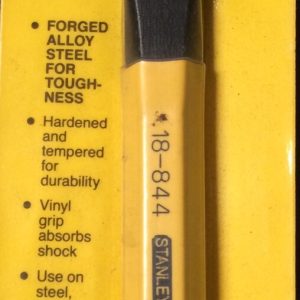 • FORGED
ALLOY
STEEL
FOR
TOUGH-
NESS
• Hardened
and
tempered
for
durability
• Vinyl
grip
absorbs
shock
• Use on
steel,
18-844
STANLEY